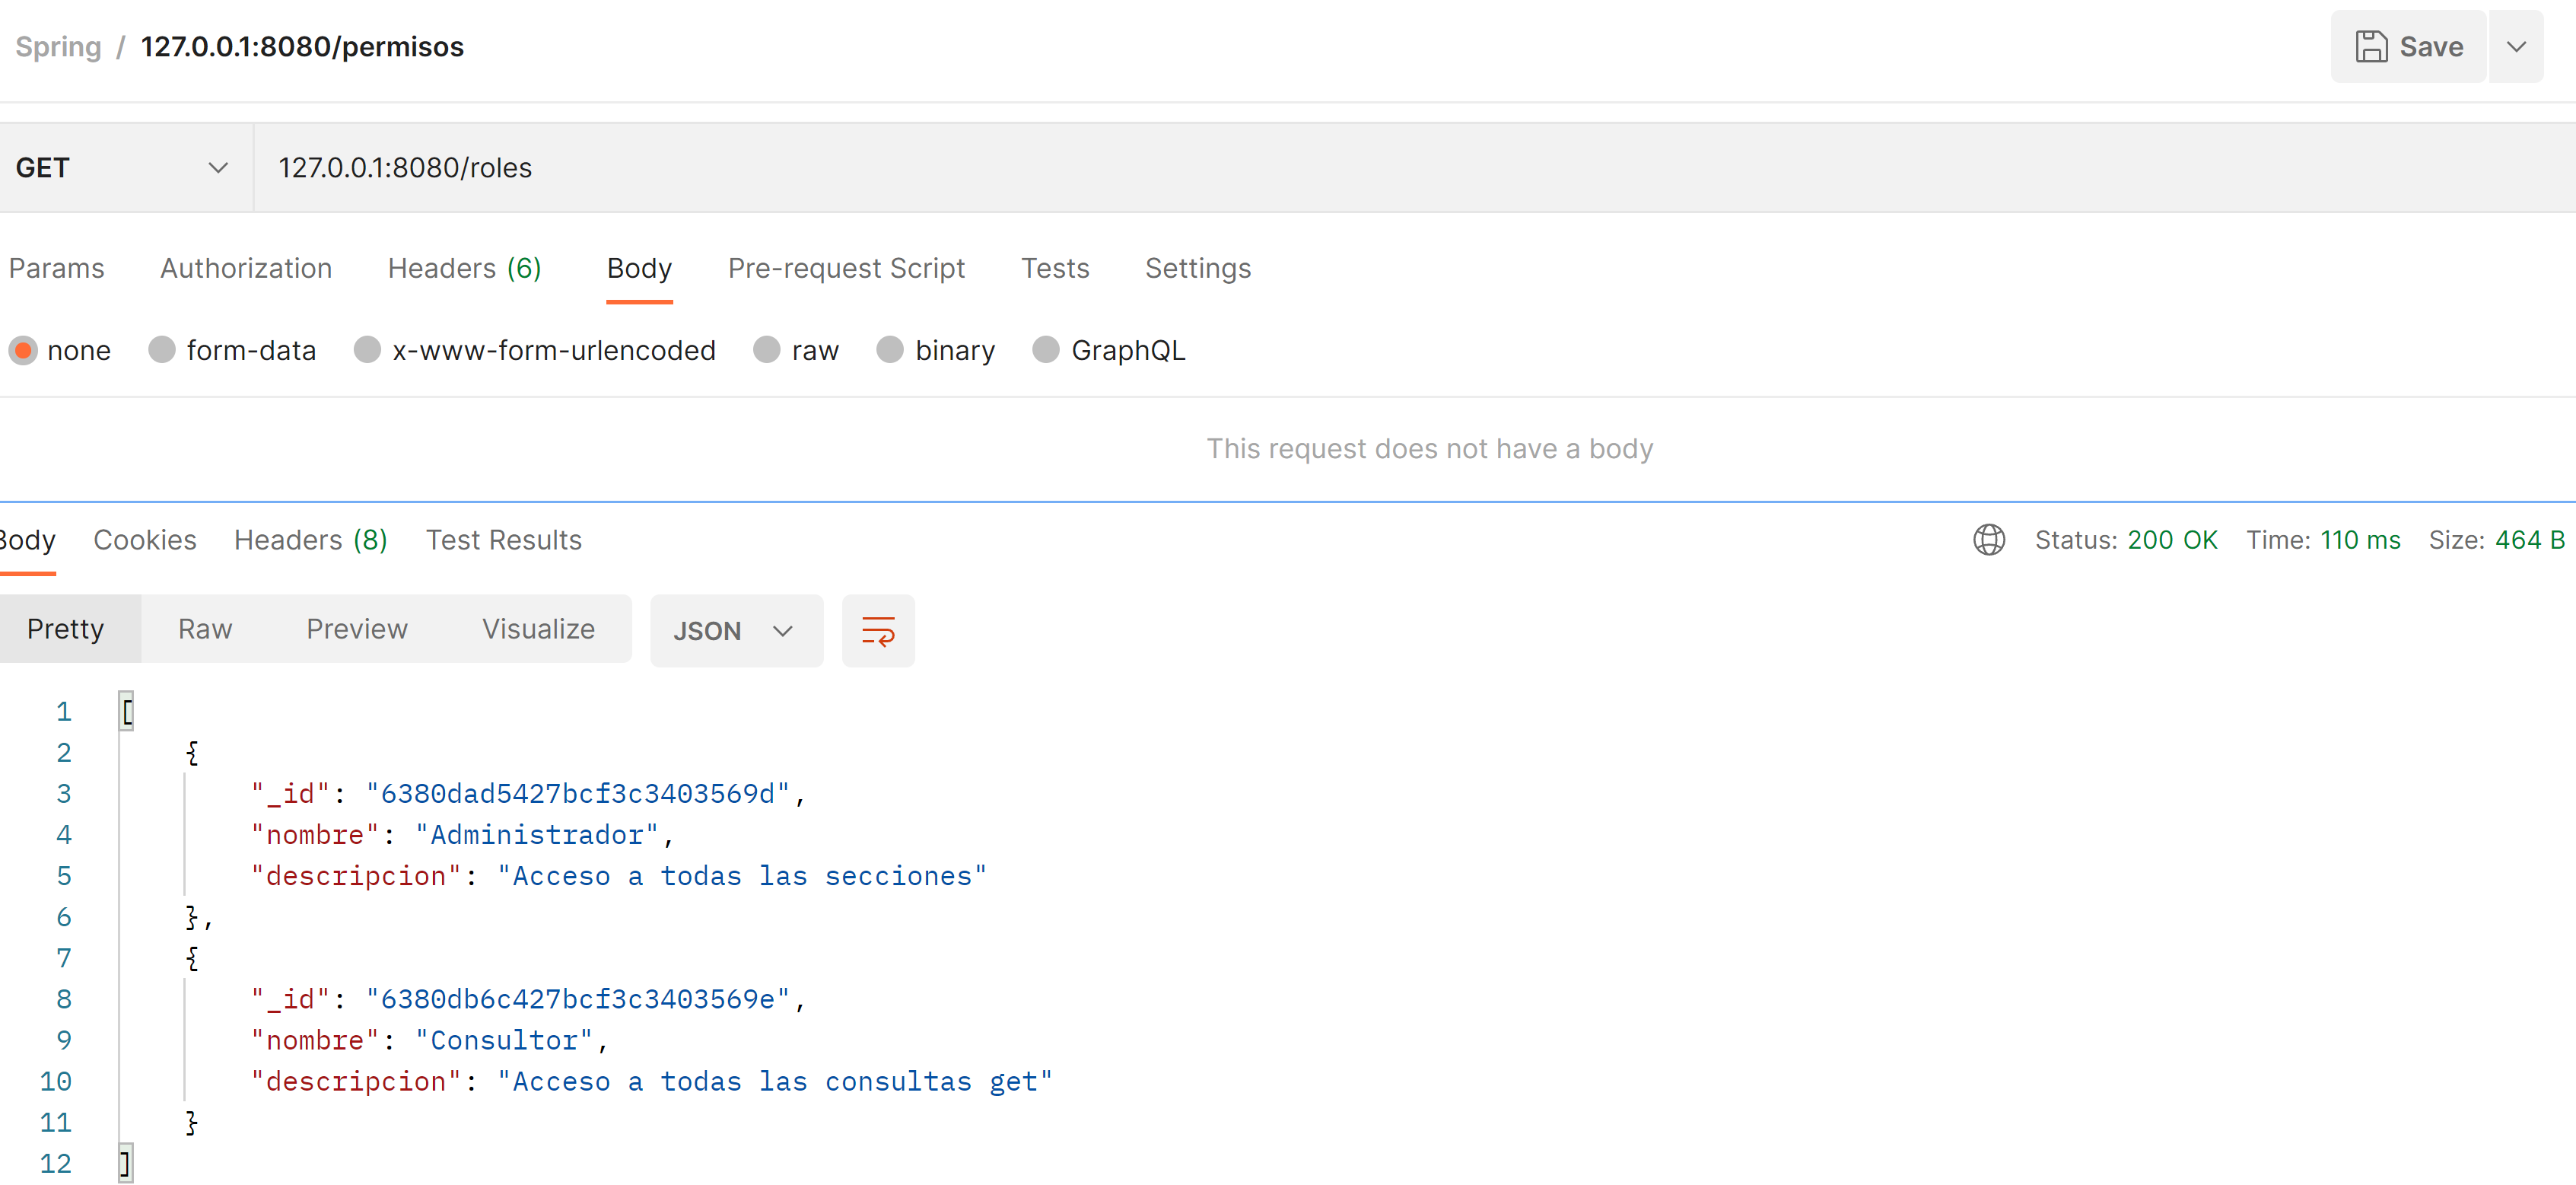 Spring / 127.0.0.1:8080/permisos
Save
GET 127.0.0.1:8080/roles
Params Authorization Headers (6) Body Pre-request Script Tests Settings
none form-data x-www-form-urlencoded raw binary GraphQL
This request does not have a body
Body Cookies Headers (8) Test Results Status: 200 OK Time: 110 ms Size: 464 B
Pretty Raw Preview Visualize JSON
1 [
2 {
3 "_id": "6380dad5427bcf3c3403569d",
4 "nombre": "Administrador",
5 "descripcion": "Acceso a todas las secciones"
6 },
7 {
8 "_id": "6380db6c427bcf3c3403569e",
9 "nombre": "Consultor",
10 "descripcion": "Acceso a todas las consultas get"
11 }
12 ]